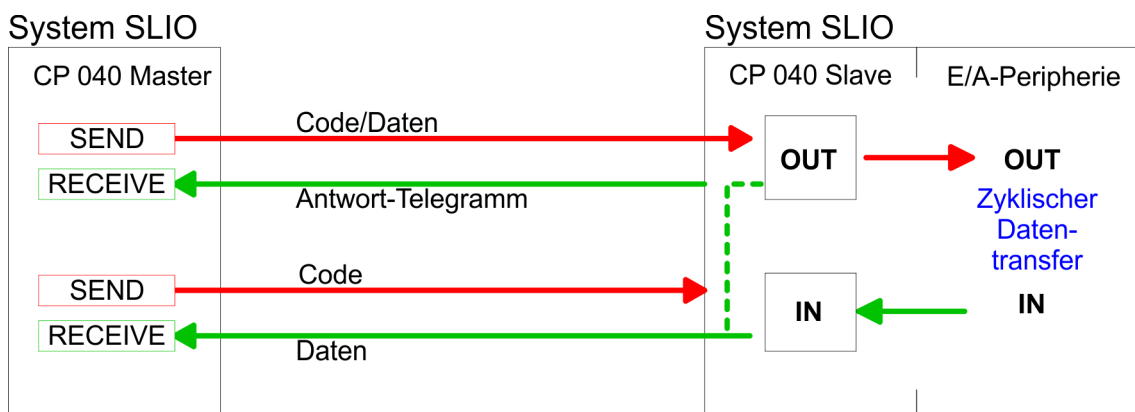 System SLIO
System SLIO
CP 040 Master
CP 040 Slave
E/A-Peripherie
SEND
Code/Daten
OUT
OUT
RECEIVE
Antwort-Telegramm
Zyklischer
Daten-
transfer
SEND
Code
IN
IN
RECEIVE
Daten